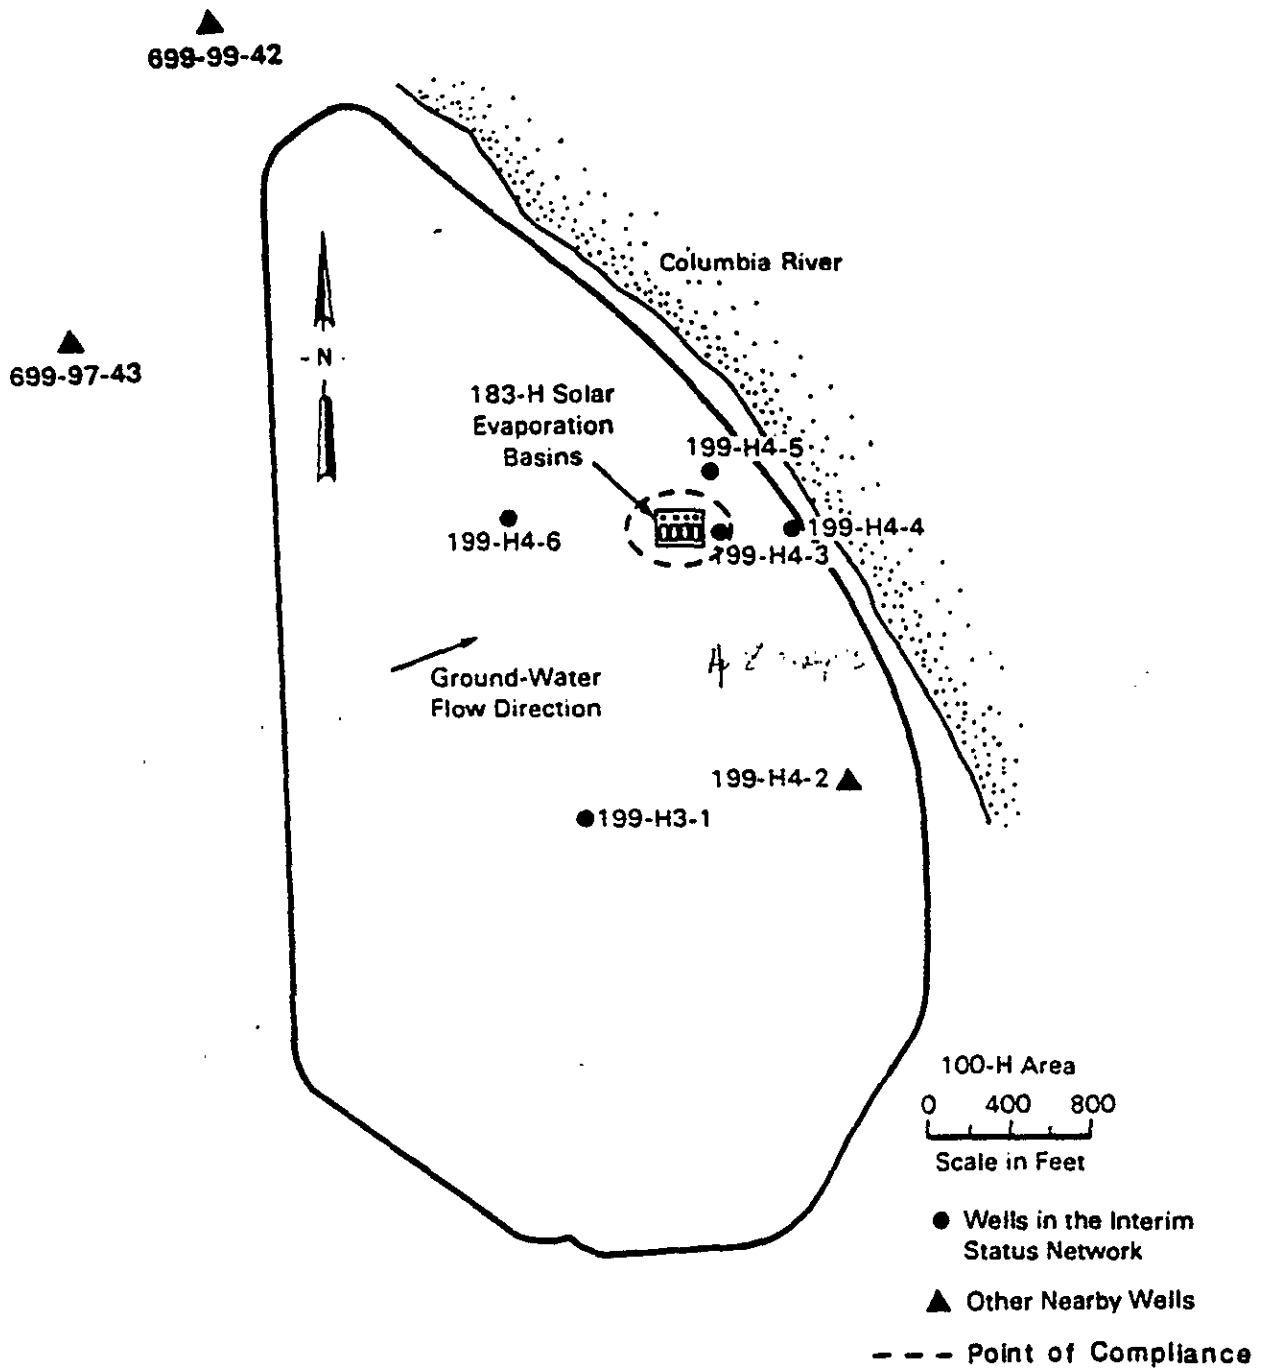 699-99-42
Columbia River
- N -
699-97-43
183-H Solar
Evaporation
Basins
199-H4-5
199-H4-6
199-H4-4
199-H4-3
Ground-Water
Flow Direction
199-H4-2
199-H3-1
100-H Area
0 400 800
Scale in Feet
Wells in the Interim
Status Network
Other Nearby Wells
Point of Compliance